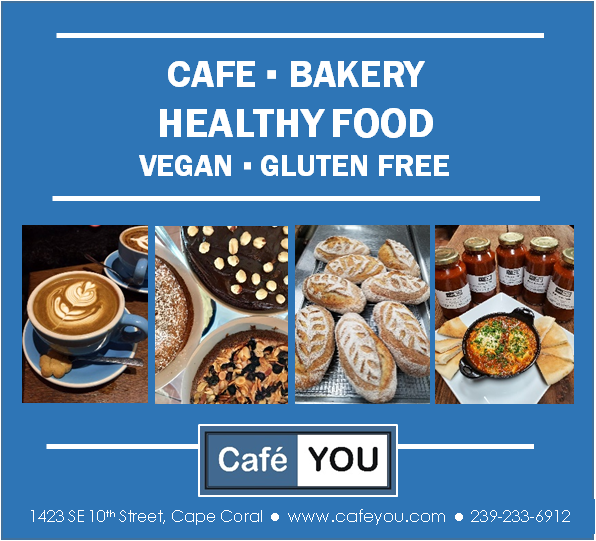 CAFE ▪ BAKERY
HEALTHY FOOD
VEGAN ▪ GLUTEN FREE
Café YOU
1423 SE 10th Street, Cape Coral ● www.cafeyou.com ● 239-233-6912